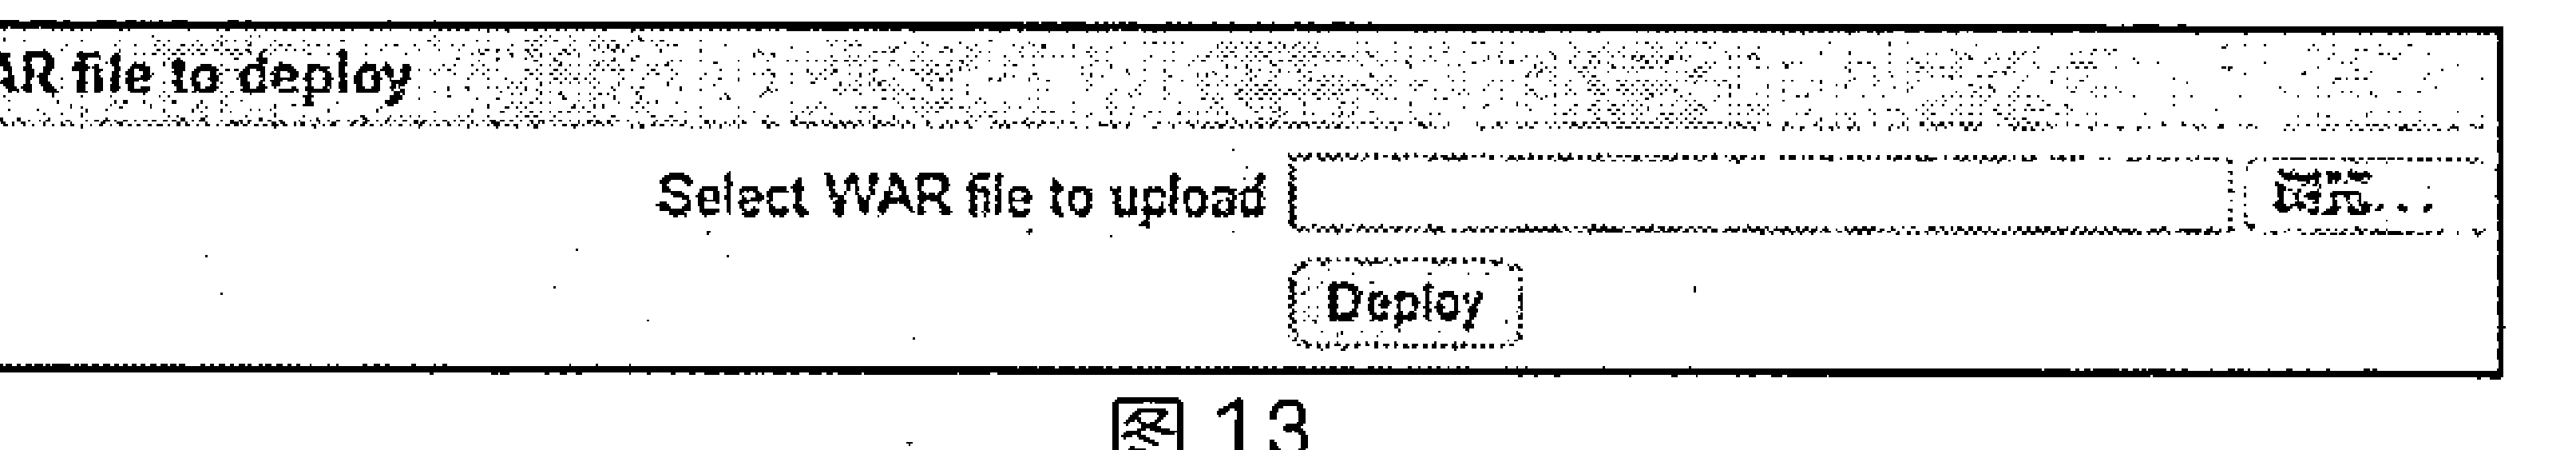 AR file to deploy
Select WAR file to upload
Deploy
图 13